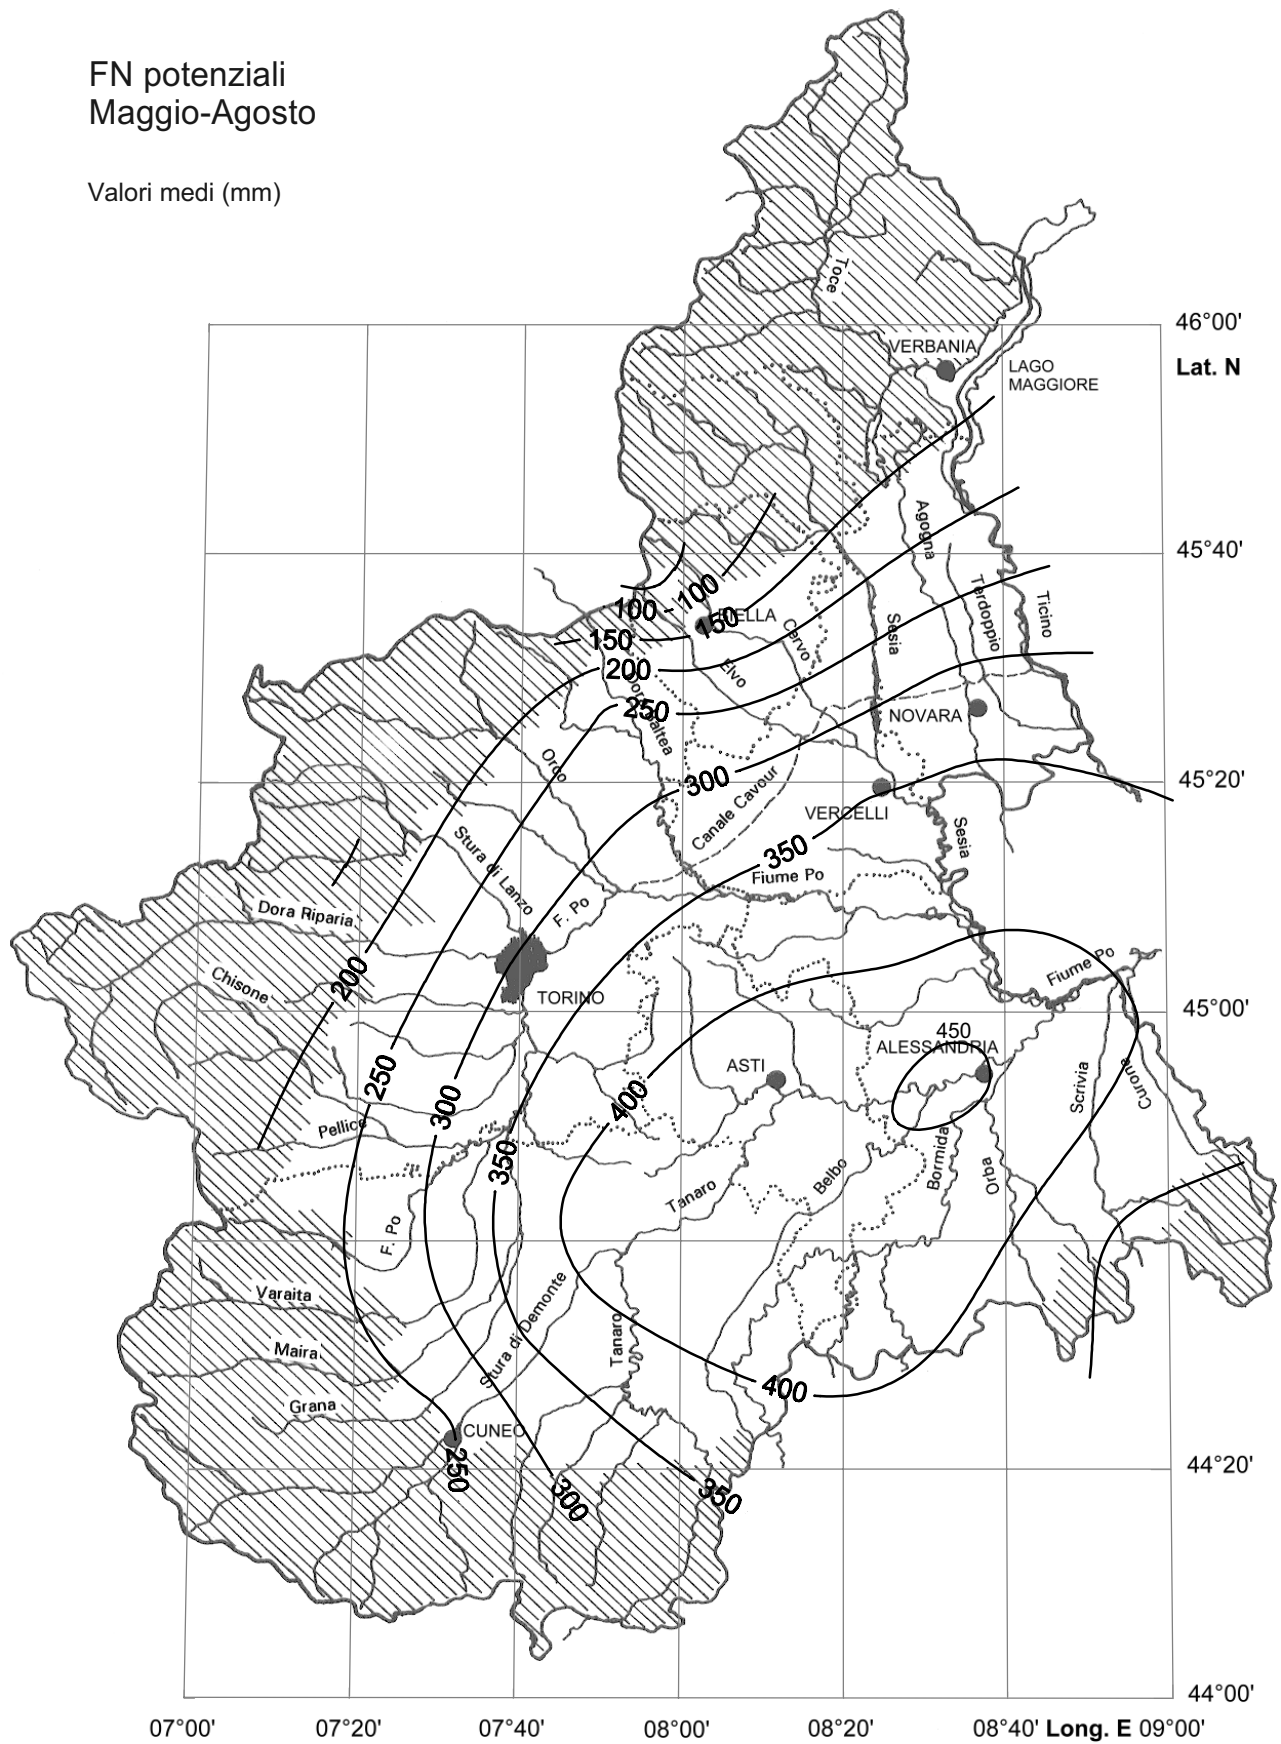 FN potenziali
Maggio-Agosto
Valori medi (mm)
Toce
46°00'
VERBANIA
Lat. N
LAGO
MAGGIORE
Agogna
45°40'
Terdoppio
Ticino
100
100
150
BIELLA
Sesia
Cervo
150
200
Elvo
Dora Baltea
250
NOVARA
Orco
300
45°20'
Canale Cavour
VERCELLI
Stura di Lanzo
Sesia
350
Fiume Po
Dora Riparia
F. Po
200
Chisone
Fiume Po
TORINO
45°00'
450
ALESSANDRIA
250
ASTI
300
400
Scrivia
Curone
Pellice
350
Bormida
Orba
Belbo
Tanaro
F. Po
Varaita
Stura di Demonte
Tanaro
Maira
400
Grana
CUNEO
250
44°20'
300
350
44°00'
07°00'
07°20'
07°40'
08°00'
08°20'
08°40'
Long. E
09°00'